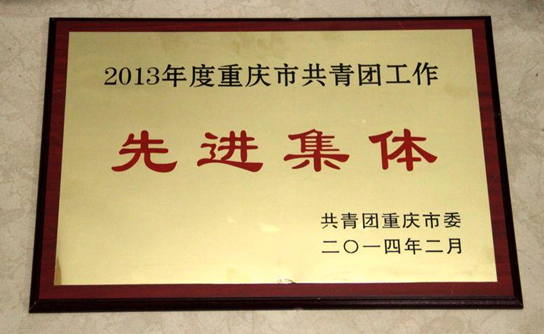 2013年度重庆市共青团工作
先进集体
共青团重庆市委
二〇一四年二月